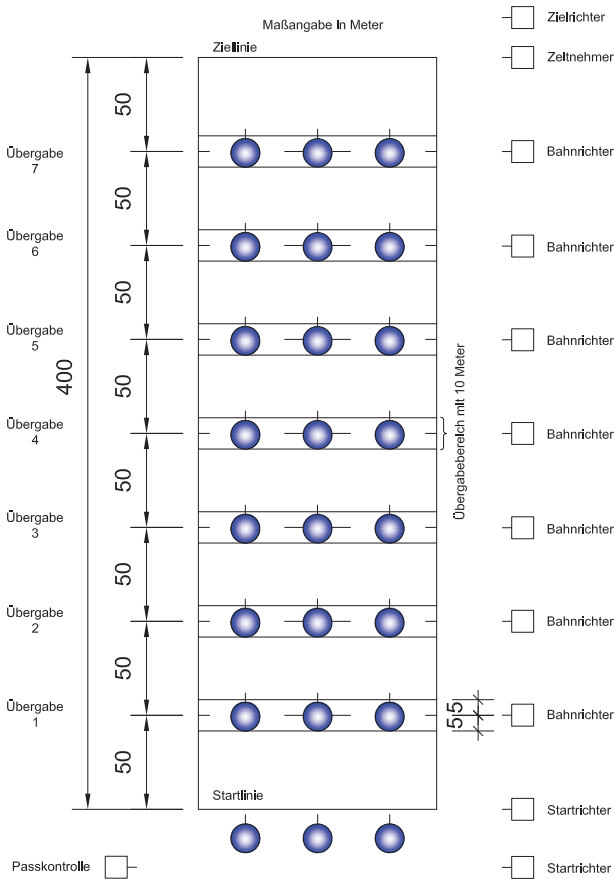 Maßangabe In Meter
Zielrichter
Ziellinie
Zeitnehmer
50
Übergabe
7
Bahnrichter
50
Übergabe
6
Bahnrichter
50
Übergabe
5
Bahnrichter
400
50
Übergabebereich mit 10 Meter
Übergabe
4
Bahnrichter
50
Übergabe
3
Bahnrichter
50
Übergabe
2
Bahnrichter
50
Übergabe
1
5
5
Bahnrichter
50
Startlinie
Startrichter
Passkontrolle
Startrichter